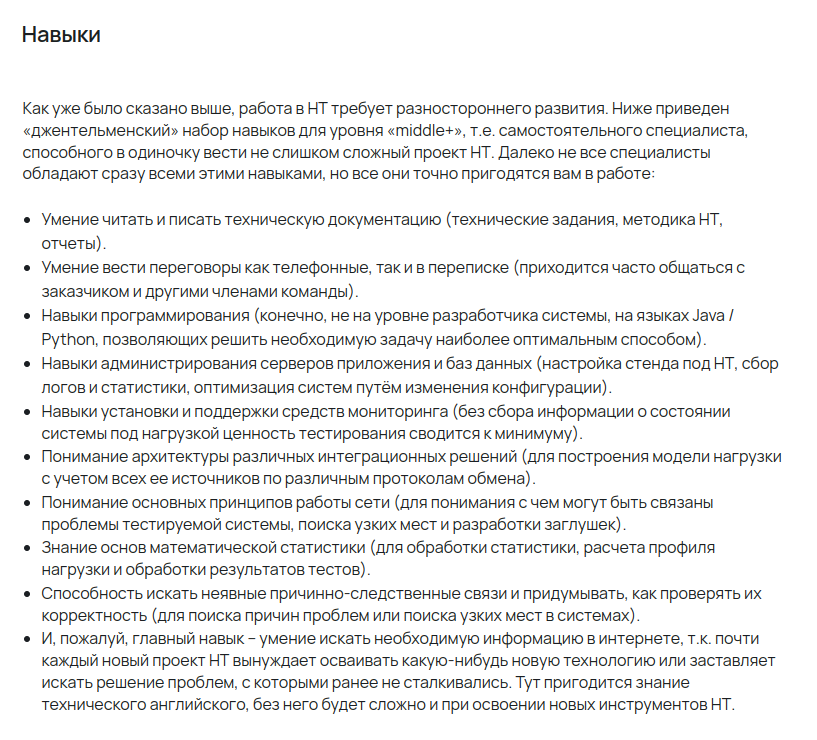 Навыки
Как уже было сказано выше, работа в НТ требует разностороннего развития. Ниже приведен
«джентельменский» набор навыков для уровня «middle+», т.е. самостоятельного специалиста,
способного в одиночку вести не слишком сложный проект НТ. Далеко не все специалисты
обладают сразу всеми этими навыками, но все они точно пригодятся вам в работе:
• Умение читать и писать техническую документацию (технические задания, методика НТ,
отчеты).
• Умение вести переговоры как телефонные, так и в переписке (приходится часто общаться с
заказчиком и другими членами команды).
• Навыки программирования (конечно, не на уровне разработчика системы, на языках Java /
Python, позволяющих решить необходимую задачу наиболее оптимальным способом).
• Навыки администрирования серверов приложения и баз данных (настройка стенда под НТ, сбор
логов и статистики, оптимизация систем путём изменения конфигурации).
• Навыки установки и поддержки средств мониторинга (без сбора информации о состоянии
системы под нагрузкой ценность тестирования сводится к минимуму).
• Понимание архитектуры различных интеграционных решений (для построения модели нагрузки
с учетом всех ее источников по различным протоколам обмена).
• Понимание основных принципов работы сети (для понимания с чем могут быть связаны
проблемы тестируемой системы, поиска узких мест и разработки заглушек).
• Знание основ математической статистики (для обработки статистики, расчета профиля
нагрузки и обработки результатов тестов).
• Способность искать неявные причинно-следственные связи и придумывать, как проверять их
корректность (для поиска причин проблем или поиска узких мест в системах).
• И, пожалуй, главный навык – умение искать необходимую информацию в интернете, т.к. почти
каждый новый проект НТ вынуждает осваивать какую-нибудь новую технологию или заставляет
искать решение проблем, с которыми ранее не сталкивались. Тут пригодится знание
технического английского, без него будет сложно и при освоении новых инструментов НТ.